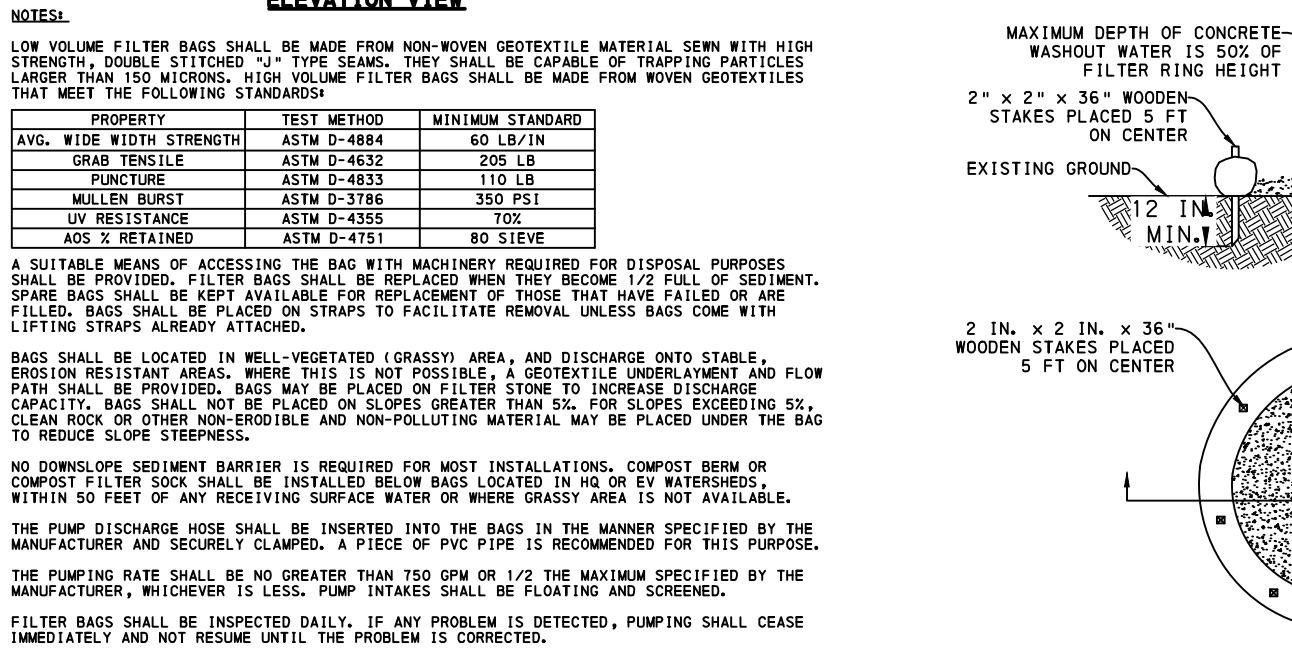 ELEVATION VIEW
NOTES:
LOW VOLUME FILTER BAGS SHALL BE MADE FROM NON-WOVEN GEOTEXTILE MATERIAL SEWN WITH HIGH
STRENGTH, DOUBLE STITCHED "J" TYPE SEAMS. THEY SHALL BE CAPABLE OF TRAPPING PARTICLES
LARGER THAN 150 MICRONS. HIGH VOLUME FILTER BAGS SHALL BE MADE FROM WOVEN GEOTEXTILES
THAT MEET THE FOLLOWING STANDARDS:
PROPERTY TEST METHOD MINIMUM STANDARD
AVG. WIDE WIDTH STRENGTH ASTM D-4884 60 LB/IN
GRAB TENSILE ASTM D-4632 205 LB
PUNCTURE ASTM D-4833 110 LB
MULLEN BURST ASTM D-3786 350 PSI
UV RESISTANCE ASTM D-4355 70%
AOS % RETAINED ASTM D-4751 80 SIEVE
A SUITABLE MEANS OF ACCESSING THE BAG WITH MACHINERY REQUIRED FOR DISPOSAL PURPOSES
SHALL BE PROVIDED. FILTER BAGS SHALL BE REPLACED WHEN THEY BECOME 1/2 FULL OF SEDIMENT.
SPARE BAGS SHALL BE KEPT AVAILABLE FOR REPLACEMENT OF THOSE THAT HAVE FAILED OR ARE
FILLED. BAGS SHALL BE PLACED ON STRAPS TO FACILITATE REMOVAL UNLESS BAGS COME WITH
LIFTING STRAPS ALREADY ATTACHED.
BAGS SHALL BE LOCATED IN WELL-VEGETATED (GRASSY) AREA, AND DISCHARGE ONTO STABLE,
EROSION RESISTANT AREAS. WHERE THIS IS NOT POSSIBLE, A GEOTEXTILE UNDERLAYMENT AND FLOW
PATH SHALL BE PROVIDED. BAGS MAY BE PLACED ON FILTER STONE TO INCREASE DISCHARGE
CAPACITY. BAGS SHALL NOT BE PLACED ON SLOPES GREATER THAN 5%. FOR SLOPES EXCEEDING 5%,
CLEAN ROCK OR OTHER NON-ERODIBLE AND NON-POLLUTING MATERIAL MAY BE PLACED UNDER THE BAG
TO REDUCE SLOPE STEEPNESS.
NO DOWNSLOPE SEDIMENT BARRIER IS REQUIRED FOR MOST INSTALLATIONS. COMPOST BERM OR
COMPOST FILTER SOCK SHALL BE INSTALLED BELOW BAGS LOCATED IN HQ OR EV WATERSHEDS,
WITHIN 50 FEET OF ANY RECEIVING SURFACE WATER OR WHERE GRASSY AREA IS NOT AVAILABLE.
THE PUMP DISCHARGE HOSE SHALL BE INSERTED INTO THE BAGS IN THE MANNER SPECIFIED BY THE
MANUFACTURER AND SECURELY CLAMPED. A PIECE OF PVC PIPE IS RECOMMENDED FOR THIS PURPOSE.
THE PUMPING RATE SHALL BE NO GREATER THAN 750 GPM OR 1/2 THE MAXIMUM SPECIFIED BY THE
MANUFACTURER, WHICHEVER IS LESS. PUMP INTAKES SHALL BE FLOATING AND SCREENED.
FILTER BAGS SHALL BE INSPECTED DAILY. IF ANY PROBLEM IS DETECTED, PUMPING SHALL CEASE
IMMEDIATELY AND NOT RESUME UNTIL THE PROBLEM IS CORRECTED.
MAXIMUM DEPTH OF CONCRETE
WASHOUT WATER IS 50% OF
FILTER RING HEIGHT
2" x 2" x 36" WOODEN
STAKES PLACED 5 FT
ON CENTER
EXISTING GROUND
12 IN.
MIN.
2 IN. x 2 IN. x 36"
WOODEN STAKES PLACED
5 FT ON CENTER